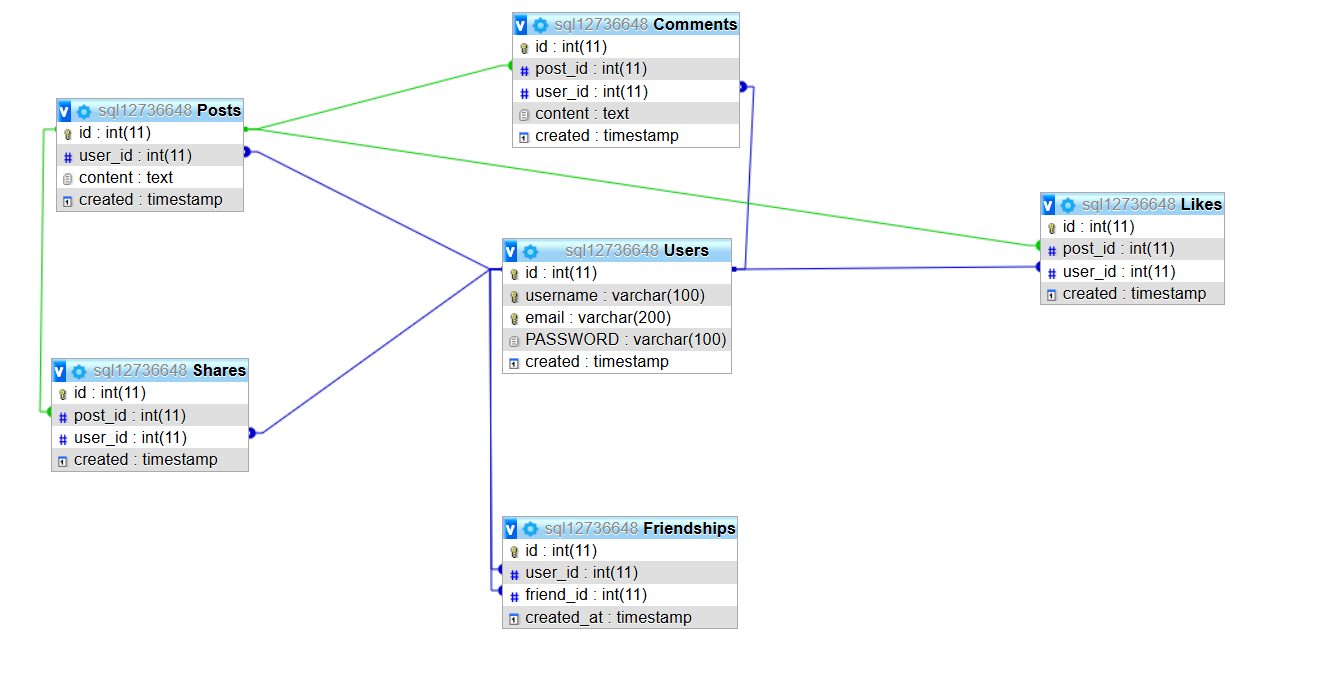 v sql12736648 Comments
id : int(11)
post_id : int(11)
user_id : int(11)
content : text
created : timestamp
v sql12736648 Posts
id : int(11)
user_id : int(11)
content : text
created : timestamp
v sql12736648 Likes
id : int(11)
post_id : int(11)
user_id : int(11)
created : timestamp
v sql12736648 Users
id : int(11)
username : varchar(100)
email : varchar(200)
PASSWORD : varchar(100)
created : timestamp
v sql12736648 Shares
id : int(11)
post_id : int(11)
user_id : int(11)
created : timestamp
v sql12736648 Friendships
id : int(11)
user_id : int(11)
friend_id : int(11)
created_at : timestamp